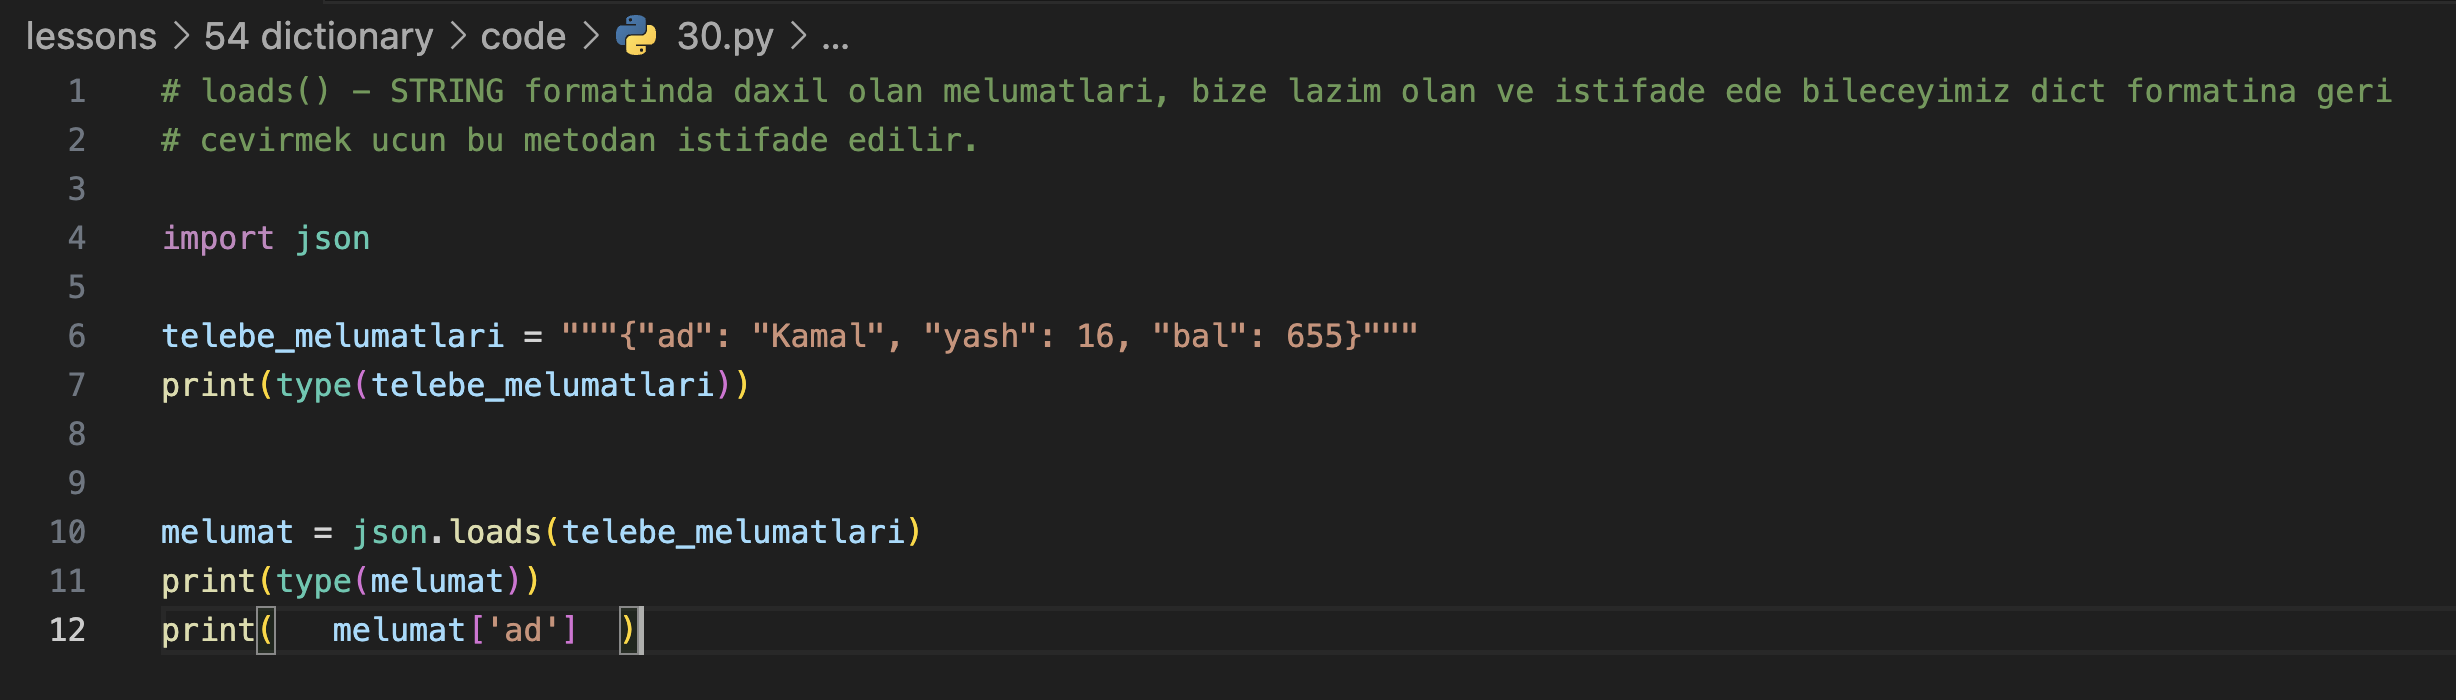 lessons > 54 dictionary > code > 30.py > ...
1 # loads() – STRING formatinda daxil olan melumatlari, bize lazim olan ve istifade ede bileceyimiz dict formatina geri
2 # cevirmek ucun bu metodan istifade edilir.
3
4 import json
5
6 telebe_melumatlari = """{"ad": "Kamal", "yash": 16, "bal": 655}"""
7 print(type(telebe_melumatlari))
8
9
10 melumat = json.loads(telebe_melumatlari)
11 print(type(melumat))
12 print(   melumat['ad']  )